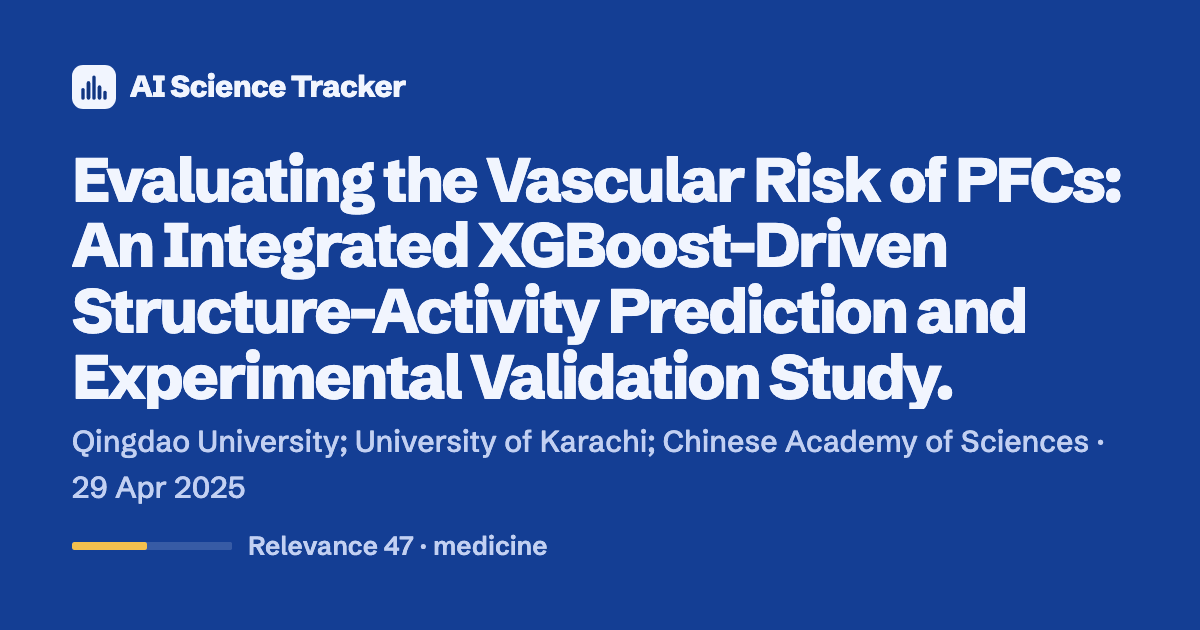 AI Science Tracker
Evaluating the Vascular Risk of PFCs:
An Integrated XGBoost-Driven
Structure-Activity Prediction and
Experimental Validation Study.
Qingdao University; University of Karachi; Chinese Academy of Sciences ·
29 Apr 2025
Relevance 47 · medicine